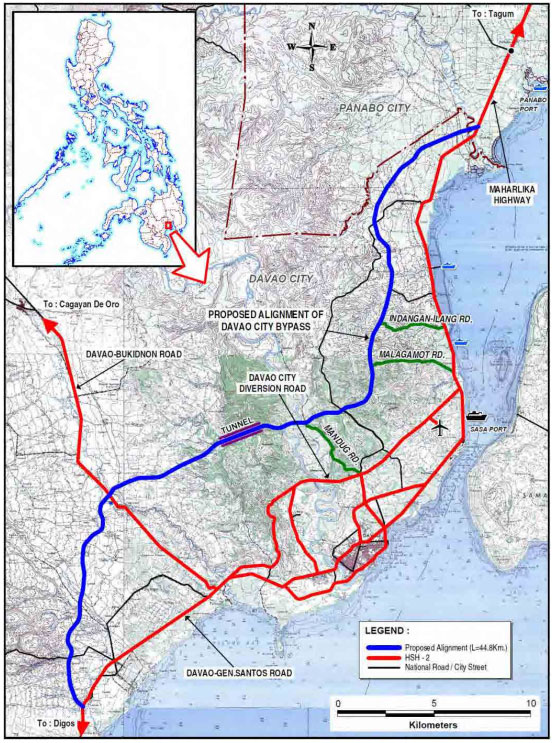 To : Tagum
N
W E
S
PANABO CITY
PANABO
PORT
MAHARLIKA
HIGHWAY
DAVAO CITY
To : Cagayan De Oro
PROPOSED ALIGNMENT OF
DAVAO CITY BYPASS
INDANGAN-ILANG RD.
DAVAO-BUKIDNON ROAD
MALAGAMOT RD.
DAVAO CITY
DIVERSION ROAD
TUNNEL
MANDUG RD.
SASA PORT
DAVAO-GEN.SANTOS ROAD
LEGEND :
Proposed Alignment (L=44.8Km.)
HSH - 2
National Road / City Street
0 5 10
Kilometers
To : Digos